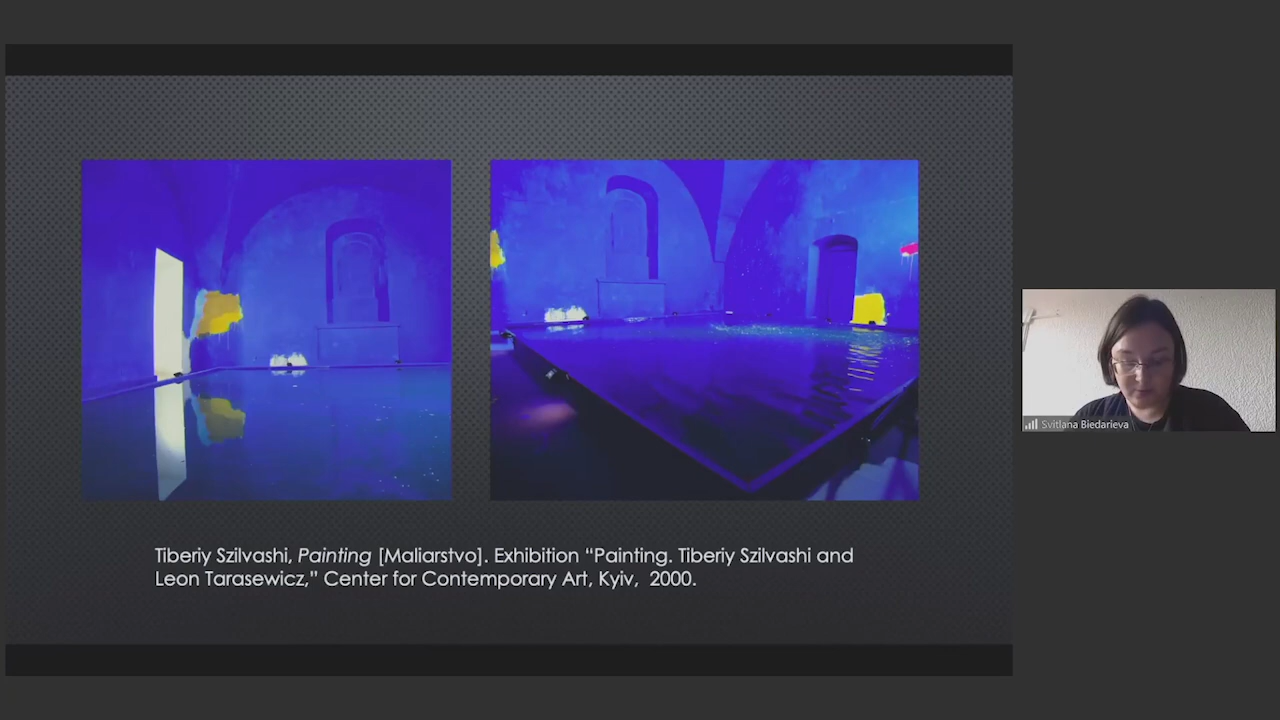 Tiberiy Szilvashi, Painting [Maliarstvo]. Exhibition “Painting. Tiberiy Szilvashi and
Leon Tarasewicz,” Center for Contemporary Art, Kyiv, 2000.
Svitlana Biedarieva